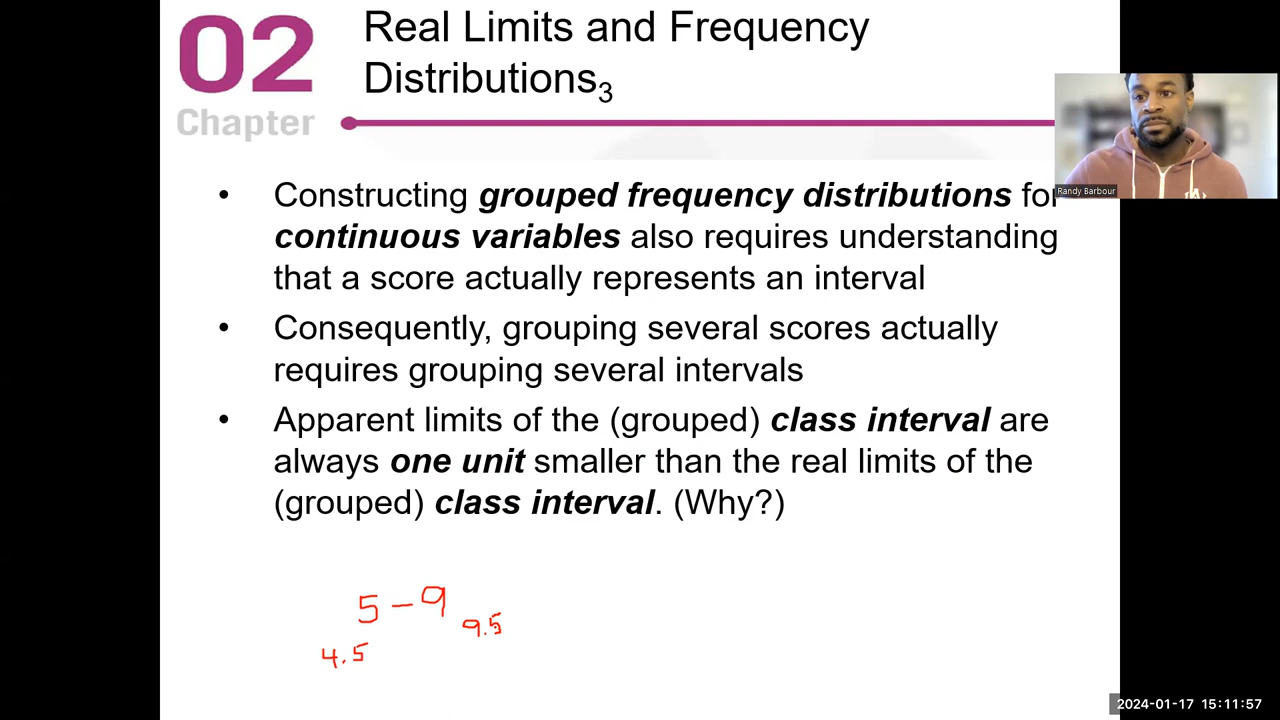 02
Chapter
Real Limits and Frequency
Distributions3
Randy Barbour
• Constructing grouped frequency distributions for
continuous variables also requires understanding
that a score actually represents an interval
• Consequently, grouping several scores actually
requires grouping several intervals
• Apparent limits of the (grouped) class interval are
always one unit smaller than the real limits of the
(grouped) class interval. (Why?)
5 – 9
9.5
4.5
2024-01-17 15:11:57